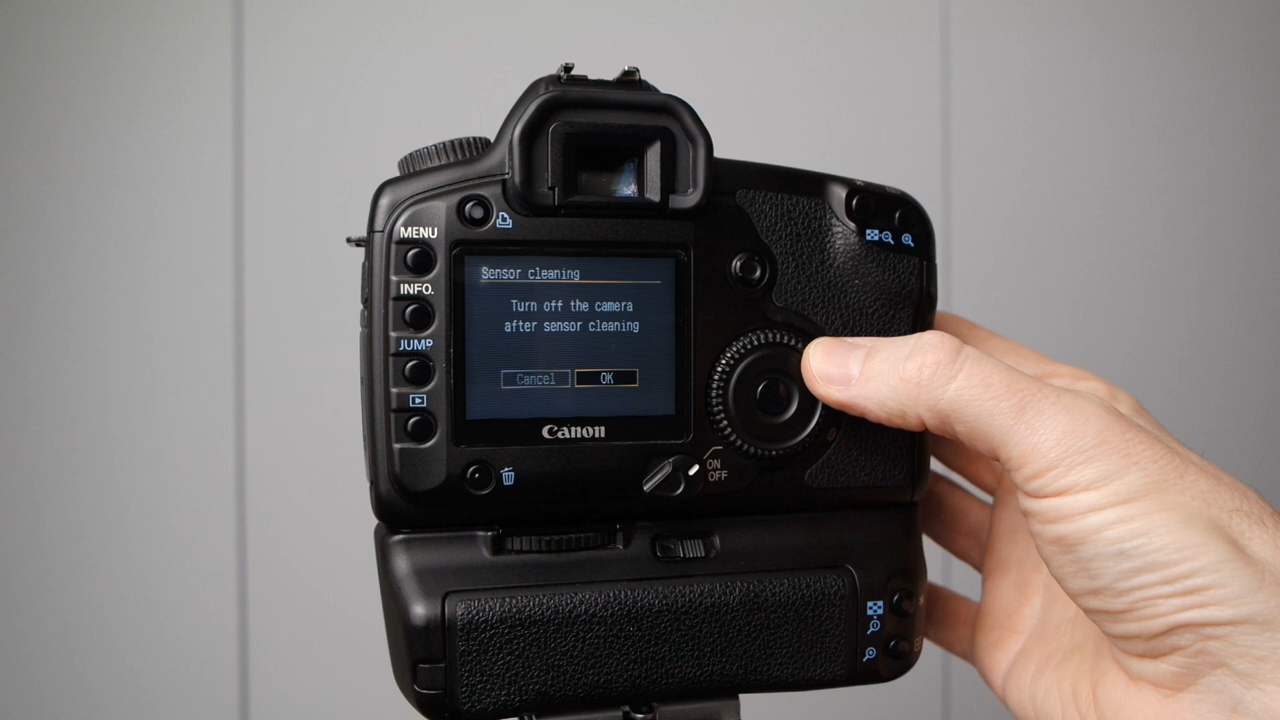 MENU
INFO.
JUMP
Sensor cleaning
Turn off the camera
after sensor cleaning
Cancel
OK
Canon
ON
OFF